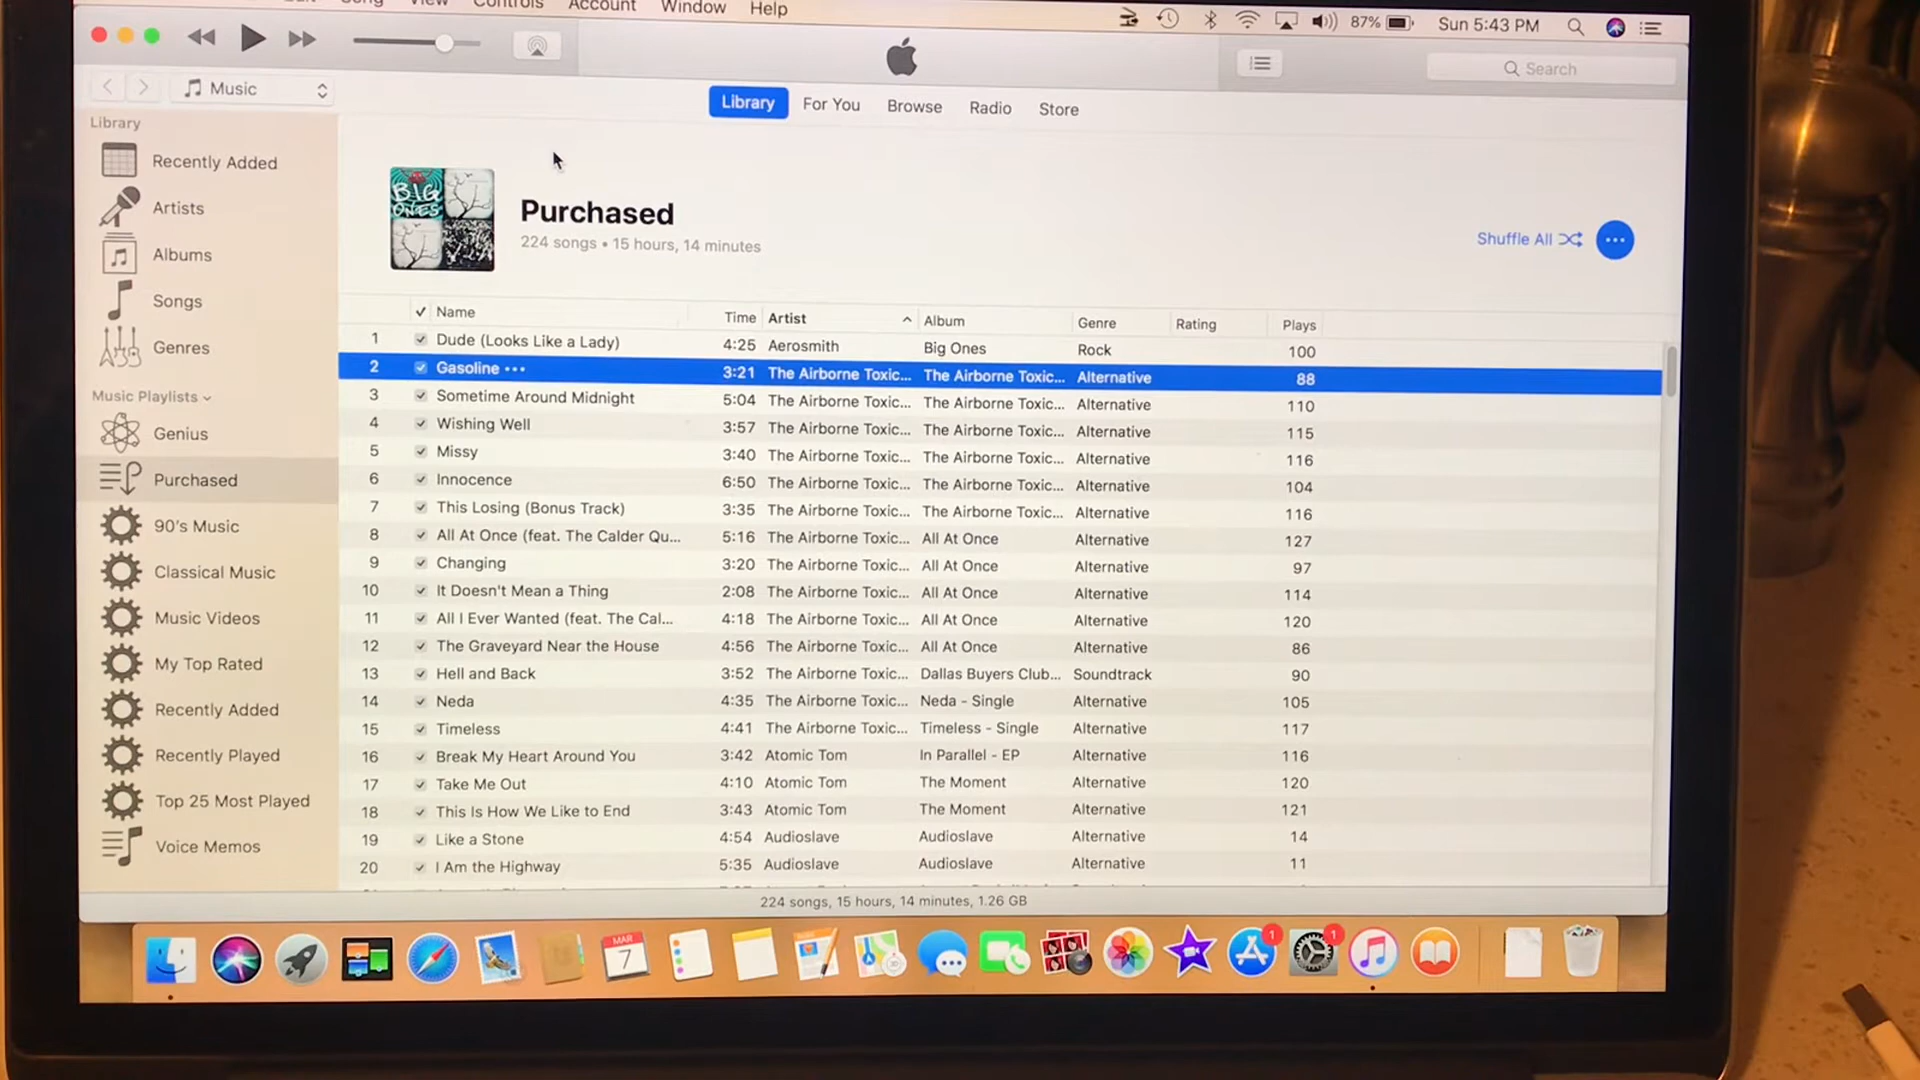 Song View Controls Account Window Help 87% Sun 5:43 PM
Search
Music
Library For You Browse Radio Store
Library
Recently Added
Artists
Albums
Songs
Genres
Music Playlists
Genius
Purchased
90's Music
Classical Music
Music Videos
My Top Rated
Recently Added
Recently Played
Top 25 Most Played
Voice Memos
BIG ONES
Purchased
224 songs • 15 hours, 14 minutes
Shuffle All
✓ Name Time Artist Album Genre Rating Plays
1 Dude (Looks Like a Lady) 4:25 Aerosmith Big Ones Rock 100
2 Gasoline ••• 3:21 The Airborne Toxic... The Airborne Toxic... Alternative 88
3 Sometime Around Midnight 5:04 The Airborne Toxic... The Airborne Toxic... Alternative 110
4 Wishing Well 3:57 The Airborne Toxic... The Airborne Toxic... Alternative 115
5 Missy 3:40 The Airborne Toxic... The Airborne Toxic... Alternative 116
6 Innocence 6:50 The Airborne Toxic... The Airborne Toxic... Alternative 104
7 This Losing (Bonus Track) 3:35 The Airborne Toxic... The Airborne Toxic... Alternative 116
8 All At Once (feat. The Calder Qu... 5:16 The Airborne Toxic... All At Once Alternative 127
9 Changing 3:20 The Airborne Toxic... All At Once Alternative 97
10 It Doesn't Mean a Thing 2:08 The Airborne Toxic... All At Once Alternative 114
11 All I Ever Wanted (feat. The Cal... 4:18 The Airborne Toxic... All At Once Alternative 120
12 The Graveyard Near the House 4:56 The Airborne Toxic... All At Once Alternative 86
13 Hell and Back 3:52 The Airborne Toxic... Dallas Buyers Club... Soundtrack 90
14 Neda 4:35 The Airborne Toxic... Neda - Single Alternative 105
15 Timeless 4:41 The Airborne Toxic... Timeless - Single Alternative 117
16 Break My Heart Around You 3:42 Atomic Tom In Parallel - EP Alternative 116
17 Take Me Out 4:10 Atomic Tom The Moment Alternative 120
18 This Is How We Like to End 3:43 Atomic Tom The Moment Alternative 121
19 Like a Stone 4:54 Audioslave Audioslave Alternative 14
20 I Am the Highway 5:35 Audioslave Audioslave Alternative 11
224 songs, 15 hours, 14 minutes, 1.26 GB
MAR
7
1
1